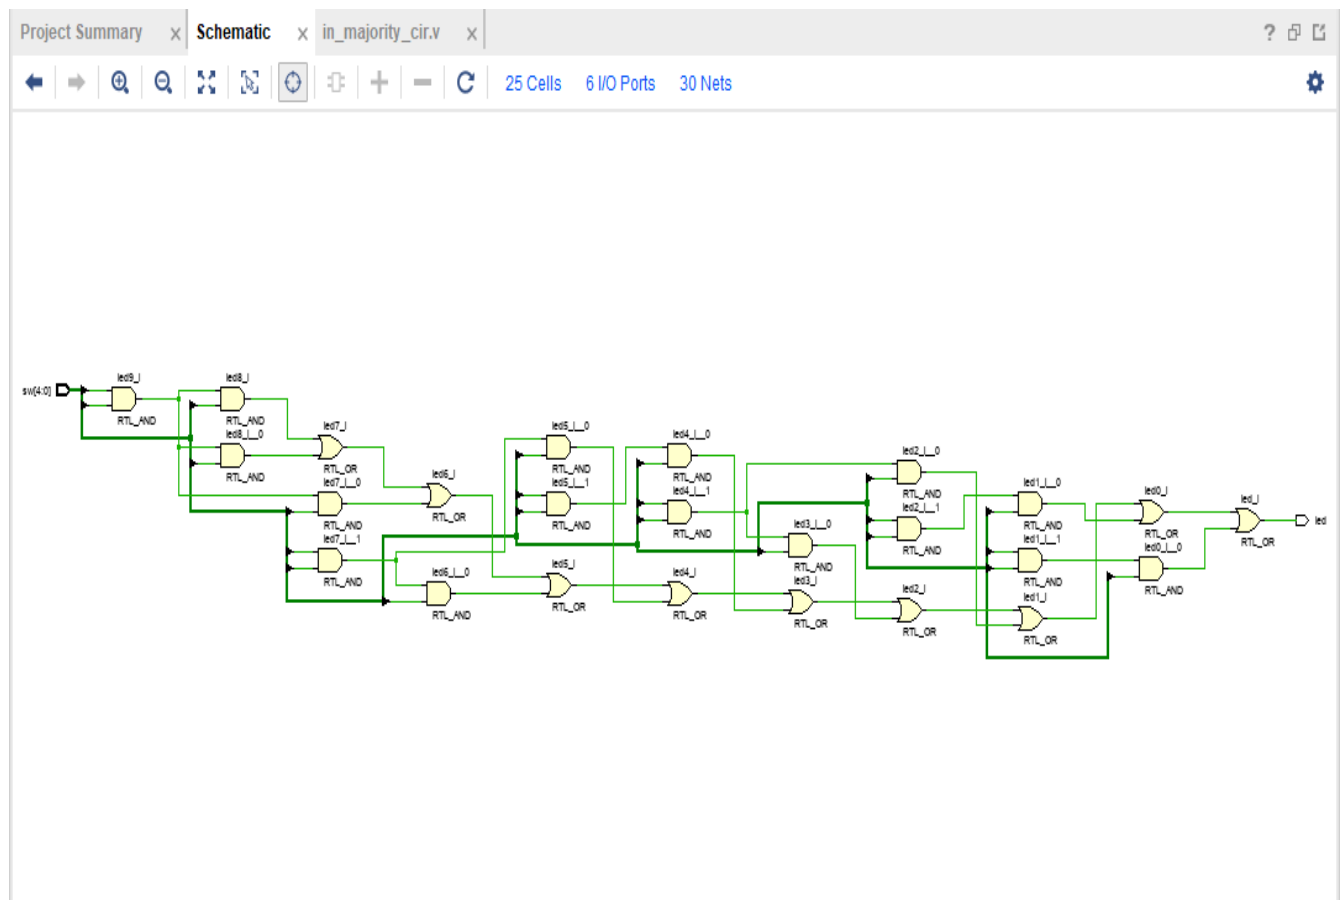 Project Summary x Schematic x in_majority_cir.v x ?
25 Cells 6 I/O Ports 30 Nets
sw[4:0]
led9_i
RTL_AND
led8_i
RTL_AND
led8_i__0
RTL_AND
led7_i
RTL_OR
led7_i__0
RTL_AND
led7_i__1
RTL_AND
led6_i
RTL_OR
led6_i__0
RTL_AND
led5_i__0
RTL_AND
led5_i__1
RTL_AND
led5_i
RTL_OR
led4_i__0
RTL_AND
led4_i__1
RTL_AND
led4_i
RTL_OR
led3_i__0
RTL_AND
led3_i
RTL_OR
led2_i__0
RTL_AND
led2_i__1
RTL_AND
led2_i
RTL_OR
led1_i__0
RTL_AND
led1_i__1
RTL_AND
led1_i
RTL_OR
led0_i
RTL_OR
led0_i__0
RTL_AND
led_i
RTL_OR
led